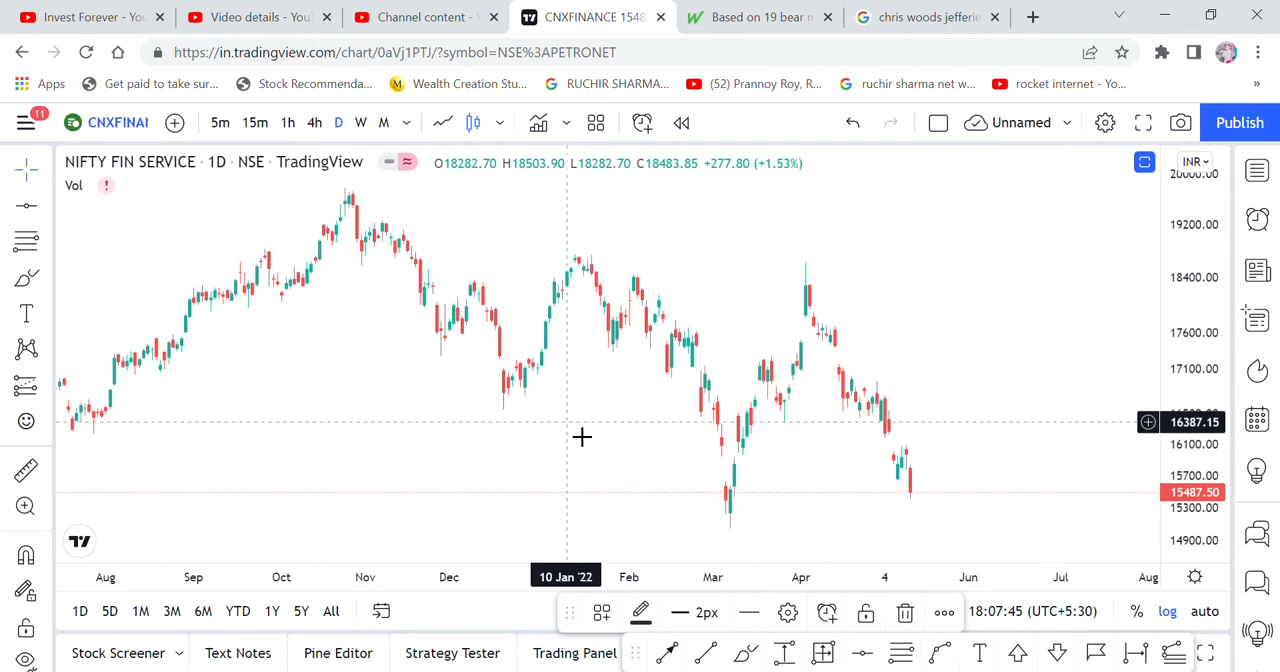 Invest Forever - You
Video details - YouT
Channel content - Y
CNXFINANCE 1548
Based on 19 bear m
chris woods jefferie
https://in.tradingview.com/chart/0aVj1PTJ/?symbol=NSE%3APETRONET
Apps
Get paid to take sur...
Stock Recommenda...
Wealth Creation Stu...
RUCHIR SHARMA...
(52) Prannoy Roy, R...
ruchir sharma net w...
rocket internet - Yo...
»
11
CNXFINAI
5m 15m 1h 4h D W M
Unnamed
Publish
NIFTY FIN SERVICE · 1D · NSE · TradingView
O18282.70 H18503.90 L18282.70 C18483.85 +277.80 (+1.53%)
INR
Vol
20000.00
19200.00
18400.00
17600.00
17100.00
16387.15
16100.00
15700.00
15487.50
15300.00
14900.00
Aug Sep Oct Nov Dec 10 Jan '22 Feb Mar Apr 4 Jun Jul Aug
1D 5D 1M 3M 6M YTD 1Y 5Y All
2px
18:07:45 (UTC+5:30)
% log auto
Stock Screener
Text Notes
Pine Editor
Strategy Tester
Trading Panel